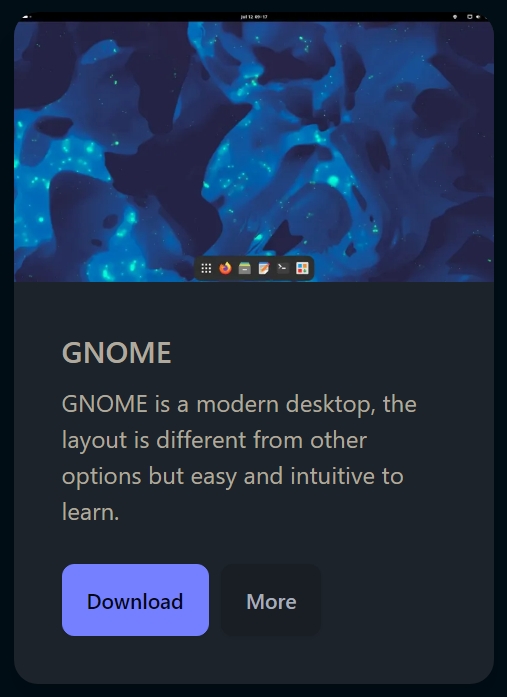 Jul 12 09:17
GNOME
GNOME is a modern desktop, the
layout is different from other
options but easy and intuitive to
learn.
Download
More